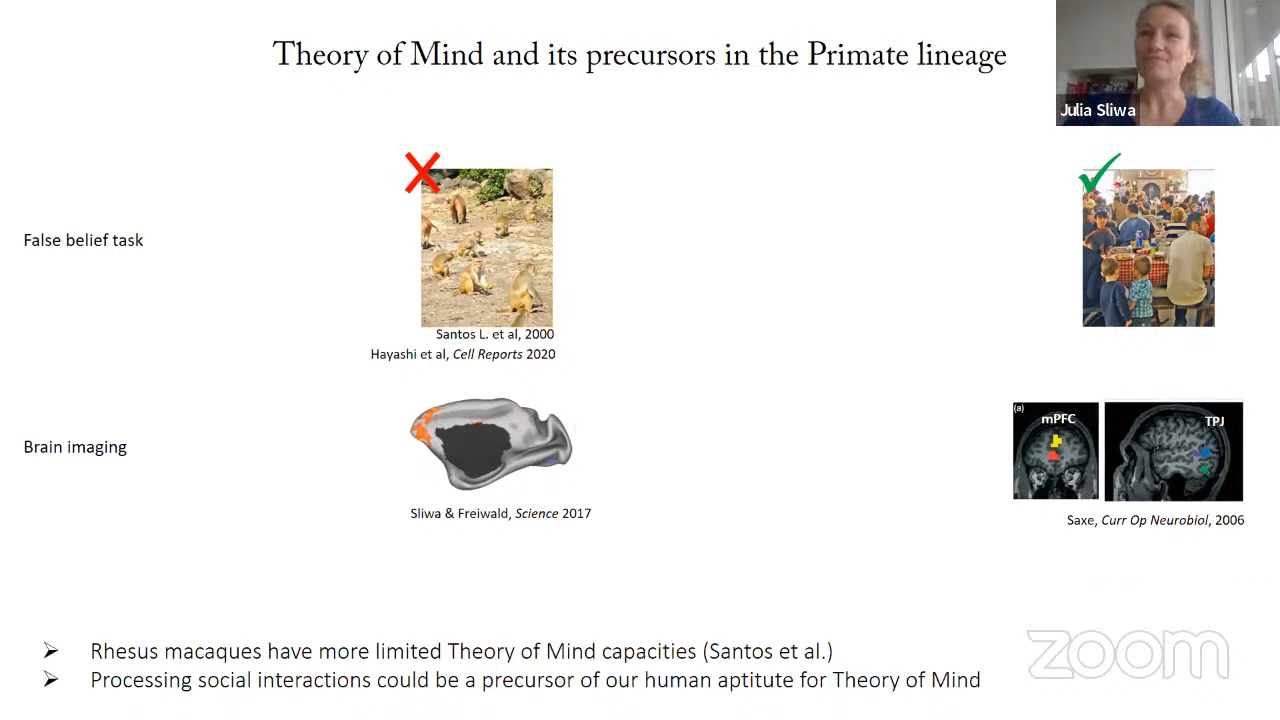 Theory of Mind and its precursors in the Primate lineage
Julia Sliwa
False belief task
Santos L. et al, 2000
Hayashi et al, Cell Reports 2020
Brain imaging
(a)
mPFC
TPJ
Sliwa & Freiwald, Science 2017
Saxe, Curr Op Neurobiol, 2006
Rhesus macaques have more limited Theory of Mind capacities (Santos et al.)
Processing social interactions could be a precursor of our human aptitute for Theory of Mind
zoom